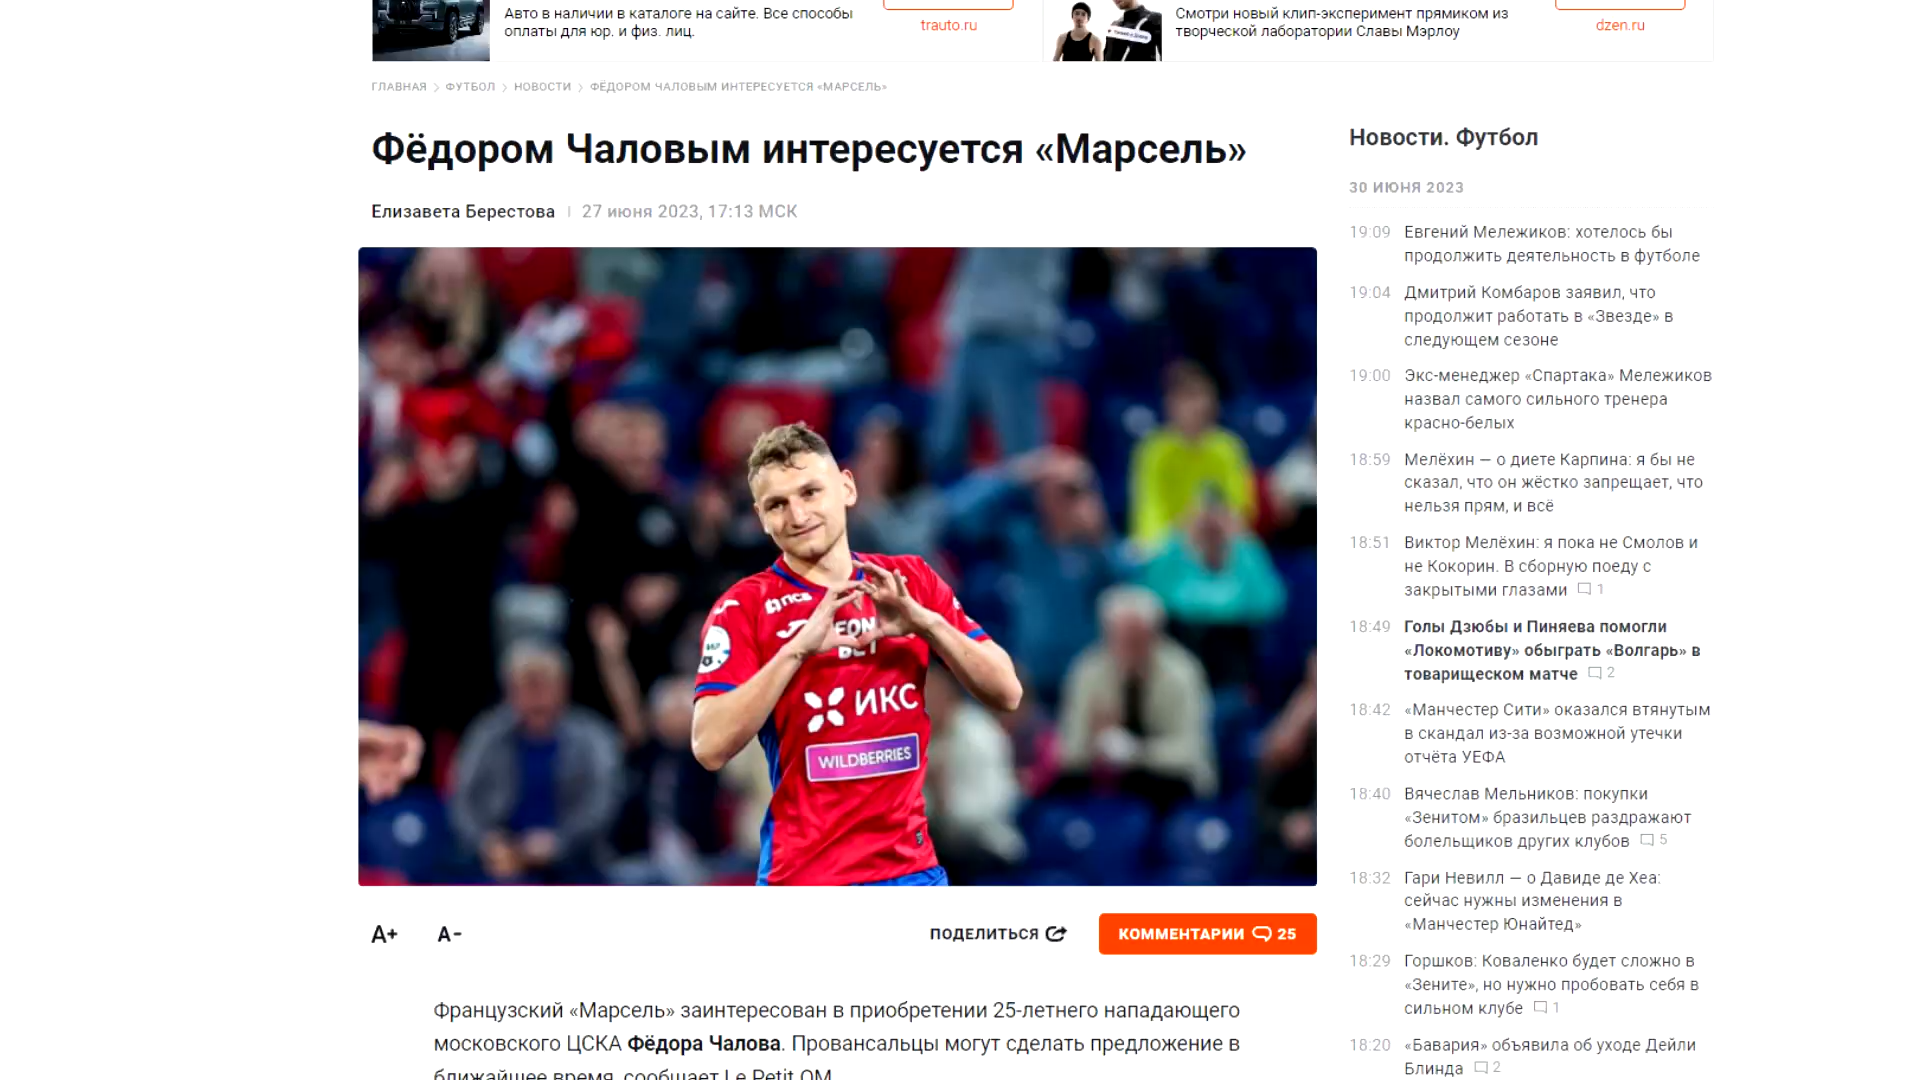 Авто в наличии в каталоге на сайте. Все способы
оплаты для юр. и физ. лиц.
trauto.ru
Смотри новый клип-эксперимент прямиком из
творческой лаборатории Славы Мэрлоу
dzen.ru
ГЛАВНАЯ > ФУТБОЛ > НОВОСТИ > ФЁДОРОМ ЧАЛОВЫМ ИНТЕРЕСУЕТСЯ «МАРСЕЛЬ»
Фёдором Чаловым интересуется «Марсель»
Елизавета Берестова | 27 июня 2023, 17:13 МСК
ПСБ
ИКС
WILDBERRIES
A+ A-
ПОДЕЛИТЬСЯ
КОММЕНТАРИИ 25
Французский «Марсель» заинтересован в приобретении 25-летнего нападающего
московского ЦСКА Фёдора Чалова. Провансальцы могут сделать предложение в
ближайшее время, сообщает Le Petit OM.
Новости. Футбол
30 ИЮНЯ 2023
19:09 Евгений Мележиков: хотелось бы
продолжить деятельность в футболе
19:04 Дмитрий Комбаров заявил, что
продолжит работать в «Звезде» в
следующем сезоне
19:00 Экс-менеджер «Спартака» Мележиков
назвал самого сильного тренера
красно-белых
18:59 Мелёхин — о диете Карпина: я бы не
сказал, что он жёстко запрещает, что
нельзя прям, и всё
18:51 Виктор Мелёхин: я пока не Смолов и
не Кокорин. В сборную поеду с
закрытыми глазами 1
18:49 Голы Дзюбы и Пиняева помогли
«Локомотиву» обыграть «Волгарь» в
товарищеском матче 2
18:42 «Манчестер Сити» оказался втянутым
в скандал из-за возможной утечки
отчёта УЕФА
18:40 Вячеслав Мельников: покупки
«Зенитом» бразильцев раздражают
болельщиков других клубов 5
18:32 Гари Невилл — о Давиде де Хеа:
сейчас нужны изменения в
«Манчестер Юнайтед»
18:29 Горшков: Коваленко будет сложно в
«Зените», но нужно пробовать себя в
сильном клубе 1
18:20 «Бавария» объявила об уходе Дейли
Блинда 2